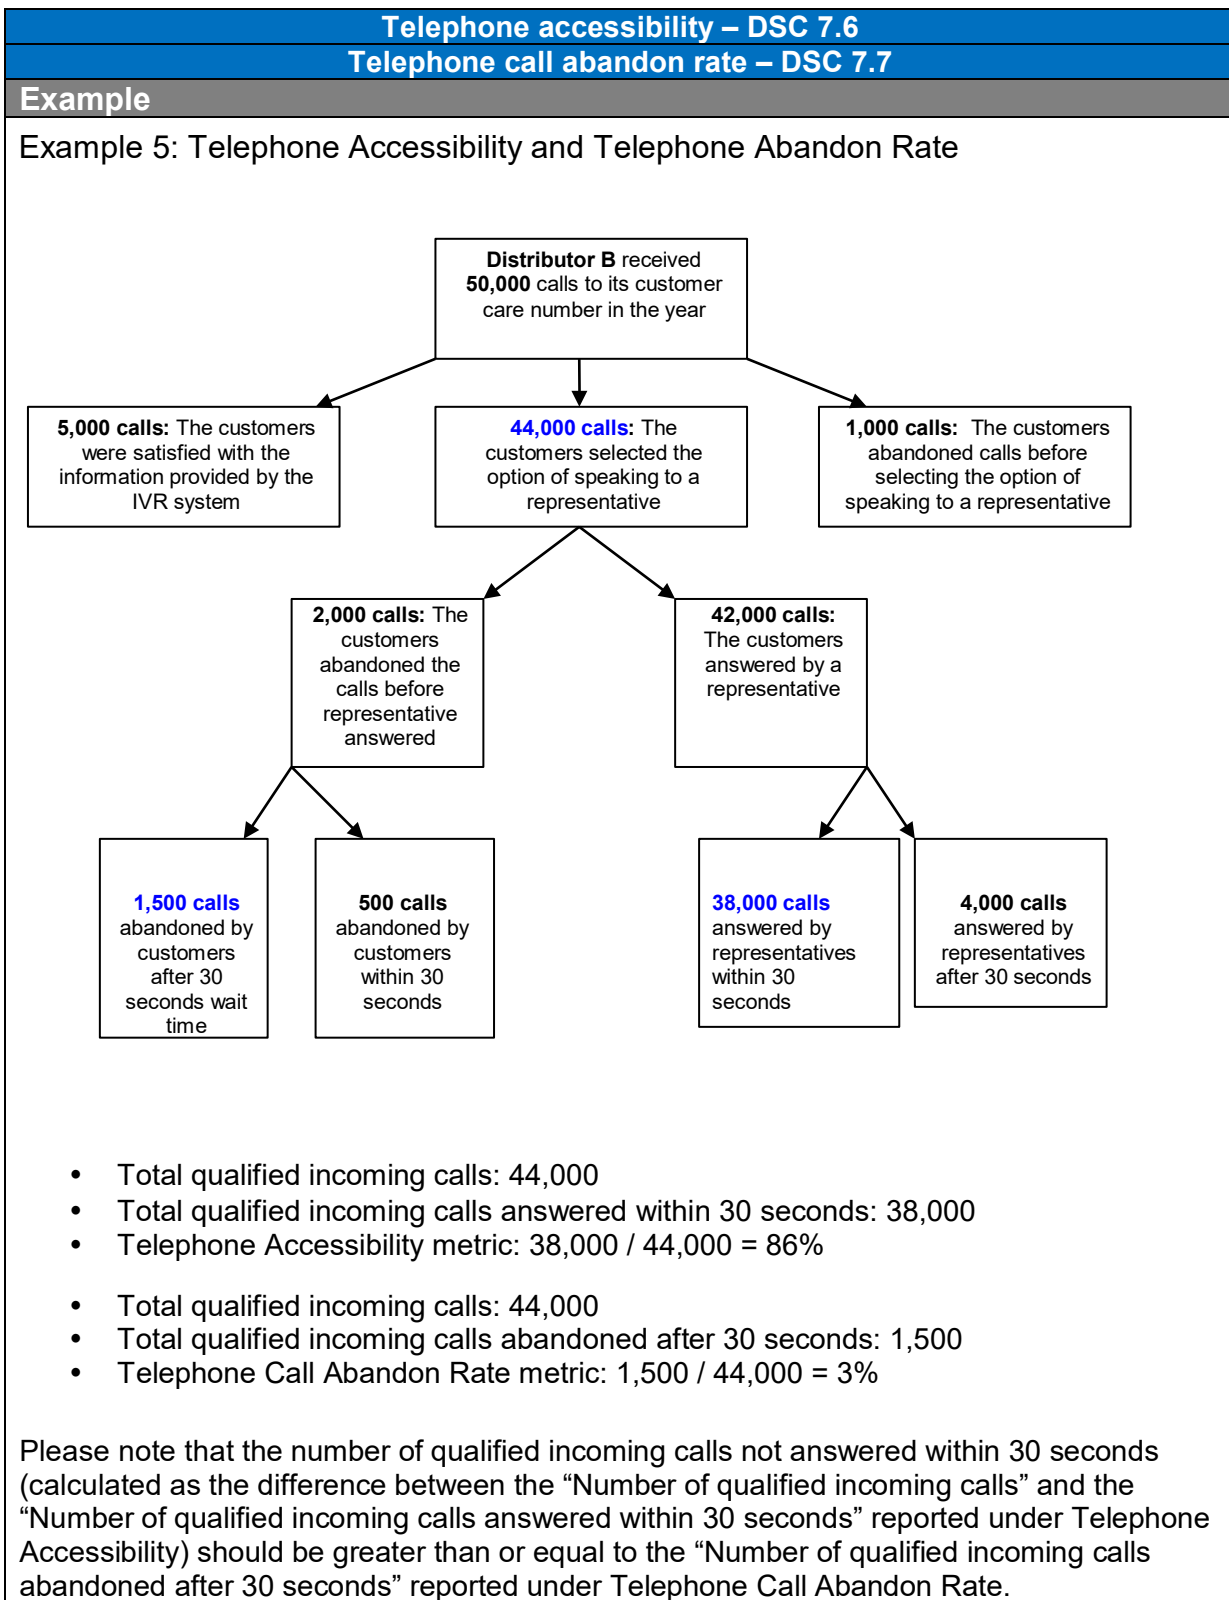 Telephone accessibility – DSC 7.6
Telephone call abandon rate – DSC 7.7
Example
Example 5: Telephone Accessibility and Telephone Abandon Rate
Distributor B received
50,000 calls to its customer
care number in the year
5,000 calls: The customers
were satisfied with the
information provided by the
IVR system
44,000 calls: The
customers selected the
option of speaking to a
representative
1,000 calls: The customers
abandoned calls before
selecting the option of
speaking to a representative
2,000 calls: The
customers
abandoned the
calls before
representative
answered
42,000 calls:
The customers
answered by a
representative
1,500 calls
abandoned by
customers
after 30
seconds wait
time
500 calls
abandoned by
customers
within 30
seconds
38,000 calls
answered by
representatives
within 30
seconds
4,000 calls
answered by
representatives
after 30 seconds
• Total qualified incoming calls: 44,000
• Total qualified incoming calls answered within 30 seconds: 38,000
• Telephone Accessibility metric: 38,000 / 44,000 = 86%
• Total qualified incoming calls: 44,000
• Total qualified incoming calls abandoned after 30 seconds: 1,500
• Telephone Call Abandon Rate metric: 1,500 / 44,000 = 3%
Please note that the number of qualified incoming calls not answered within 30 seconds
(calculated as the difference between the “Number of qualified incoming calls” and the
“Number of qualified incoming calls answered within 30 seconds” reported under Telephone
Accessibility) should be greater than or equal to the “Number of qualified incoming calls
abandoned after 30 seconds” reported under Telephone Call Abandon Rate.